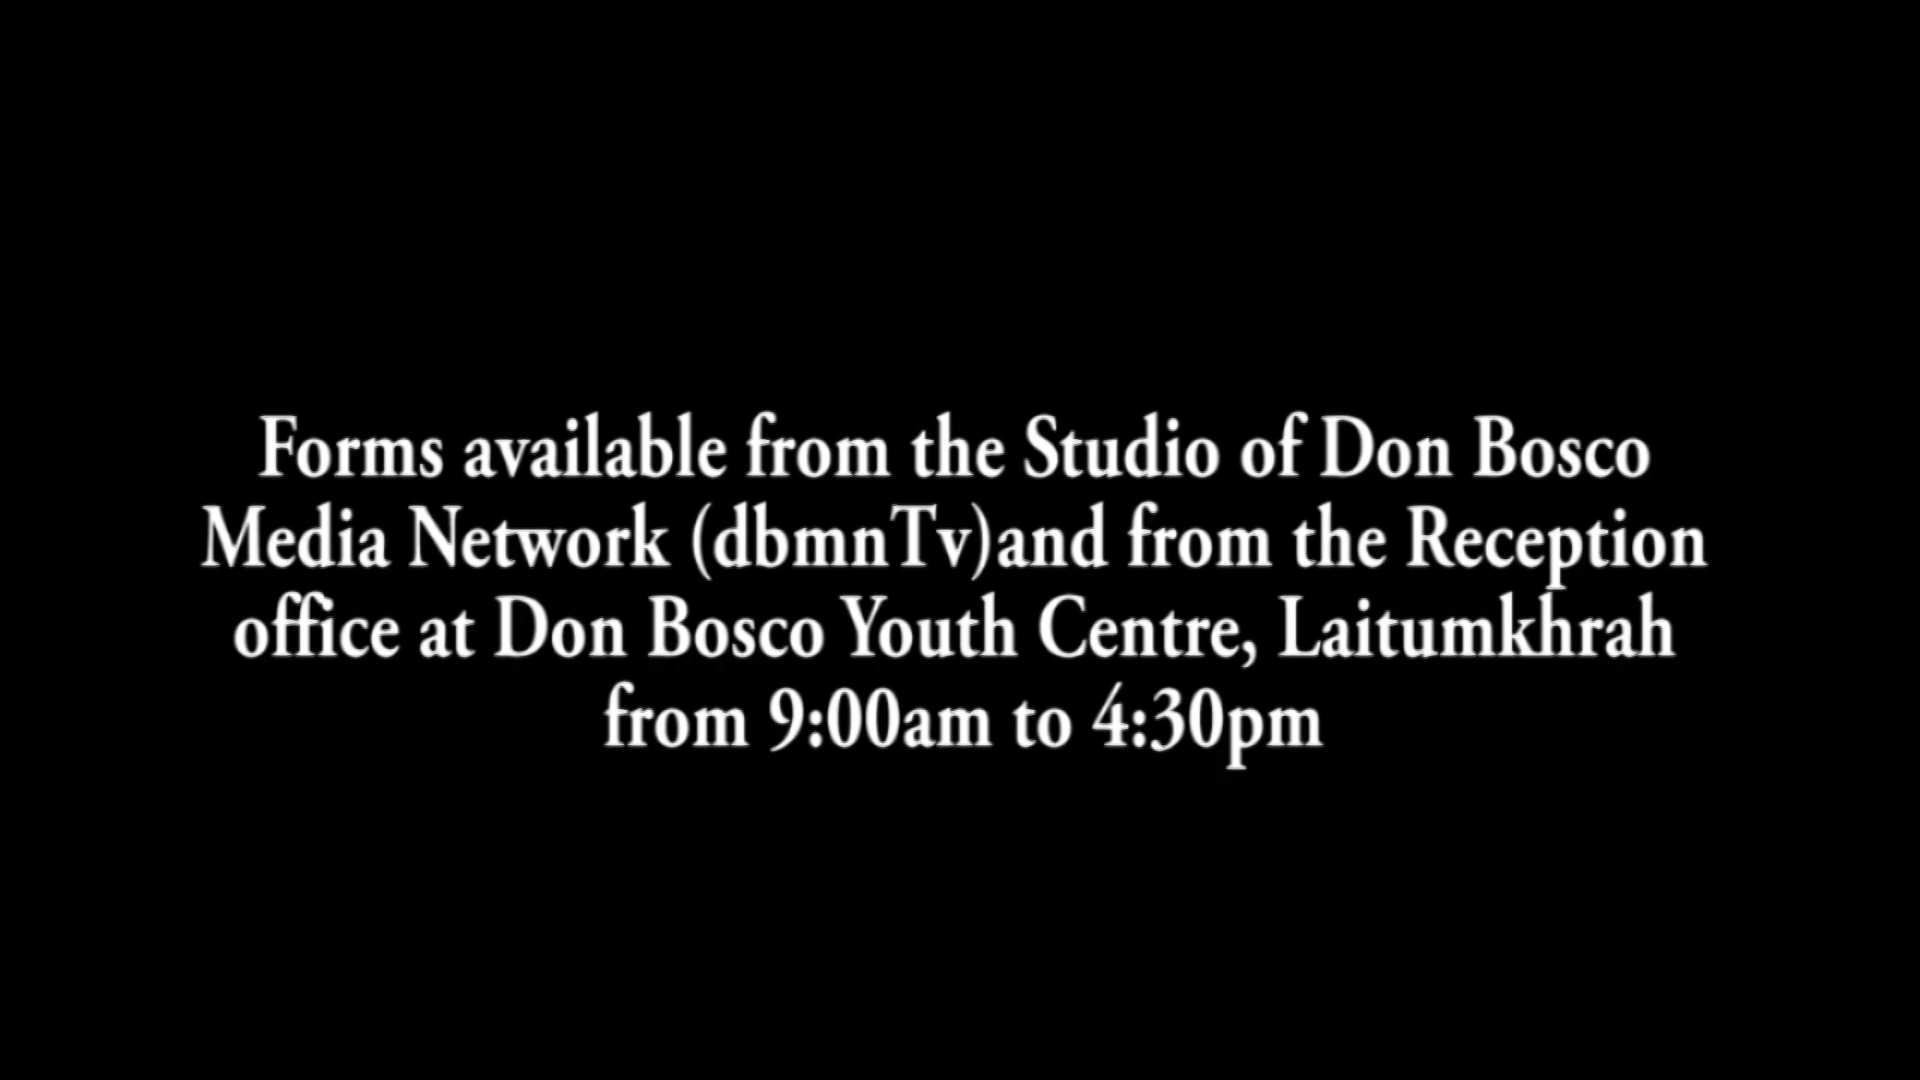 Forms available from the Studio of Don Bosco
Media Network (dbmnTv)and from the Reception
office at Don Bosco Youth Centre, Laitumkhrah
from 9:00am to 4:30pm